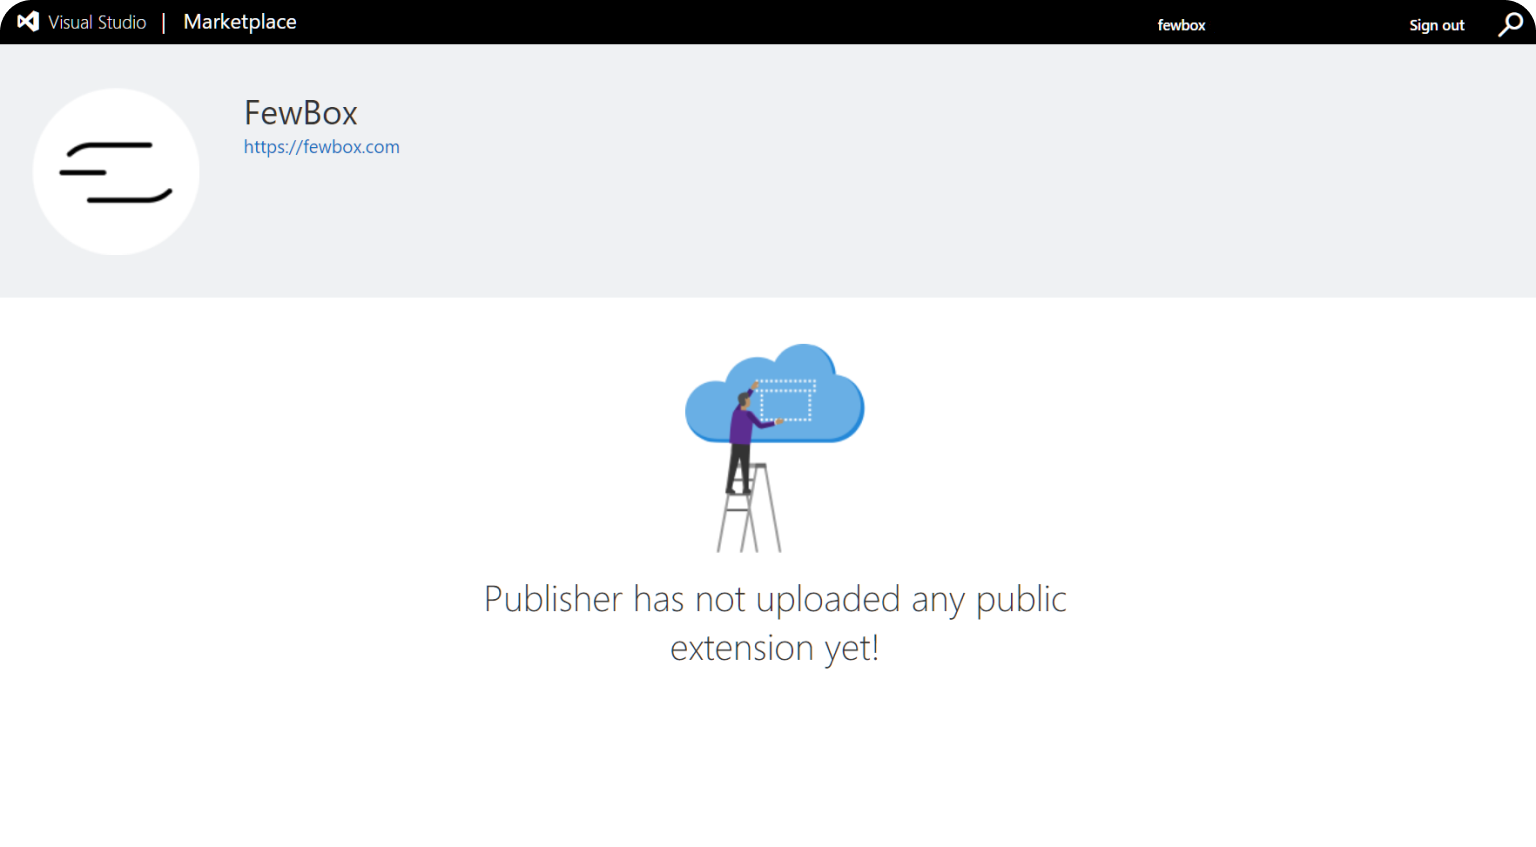 Visual Studio | Marketplace fewbox Sign out
FewBox
https://fewbox.com
Publisher has not uploaded any public
extension yet!